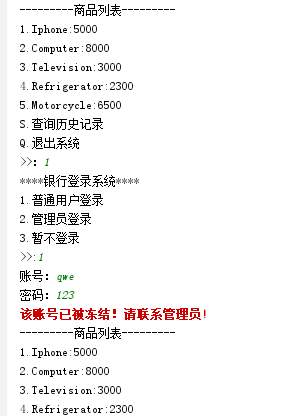 ---------商品列表---------
1.Iphone:5000
2.Computer:8000
3.Television:3000
4.Refrigerator:2300
5.Motorcycle:6500
S.查询历史记录
Q.退出系统
>>: 1
****银行登录系统****
1.普通用户登录
2.管理员登录
3.暂不登录
>>:1
账号: qwe
密码: 123
该账号已被冻结! 请联系管理员!
---------商品列表---------
1.Iphone:5000
2.Computer:8000
3.Television:3000
4.Refrigerator:2300